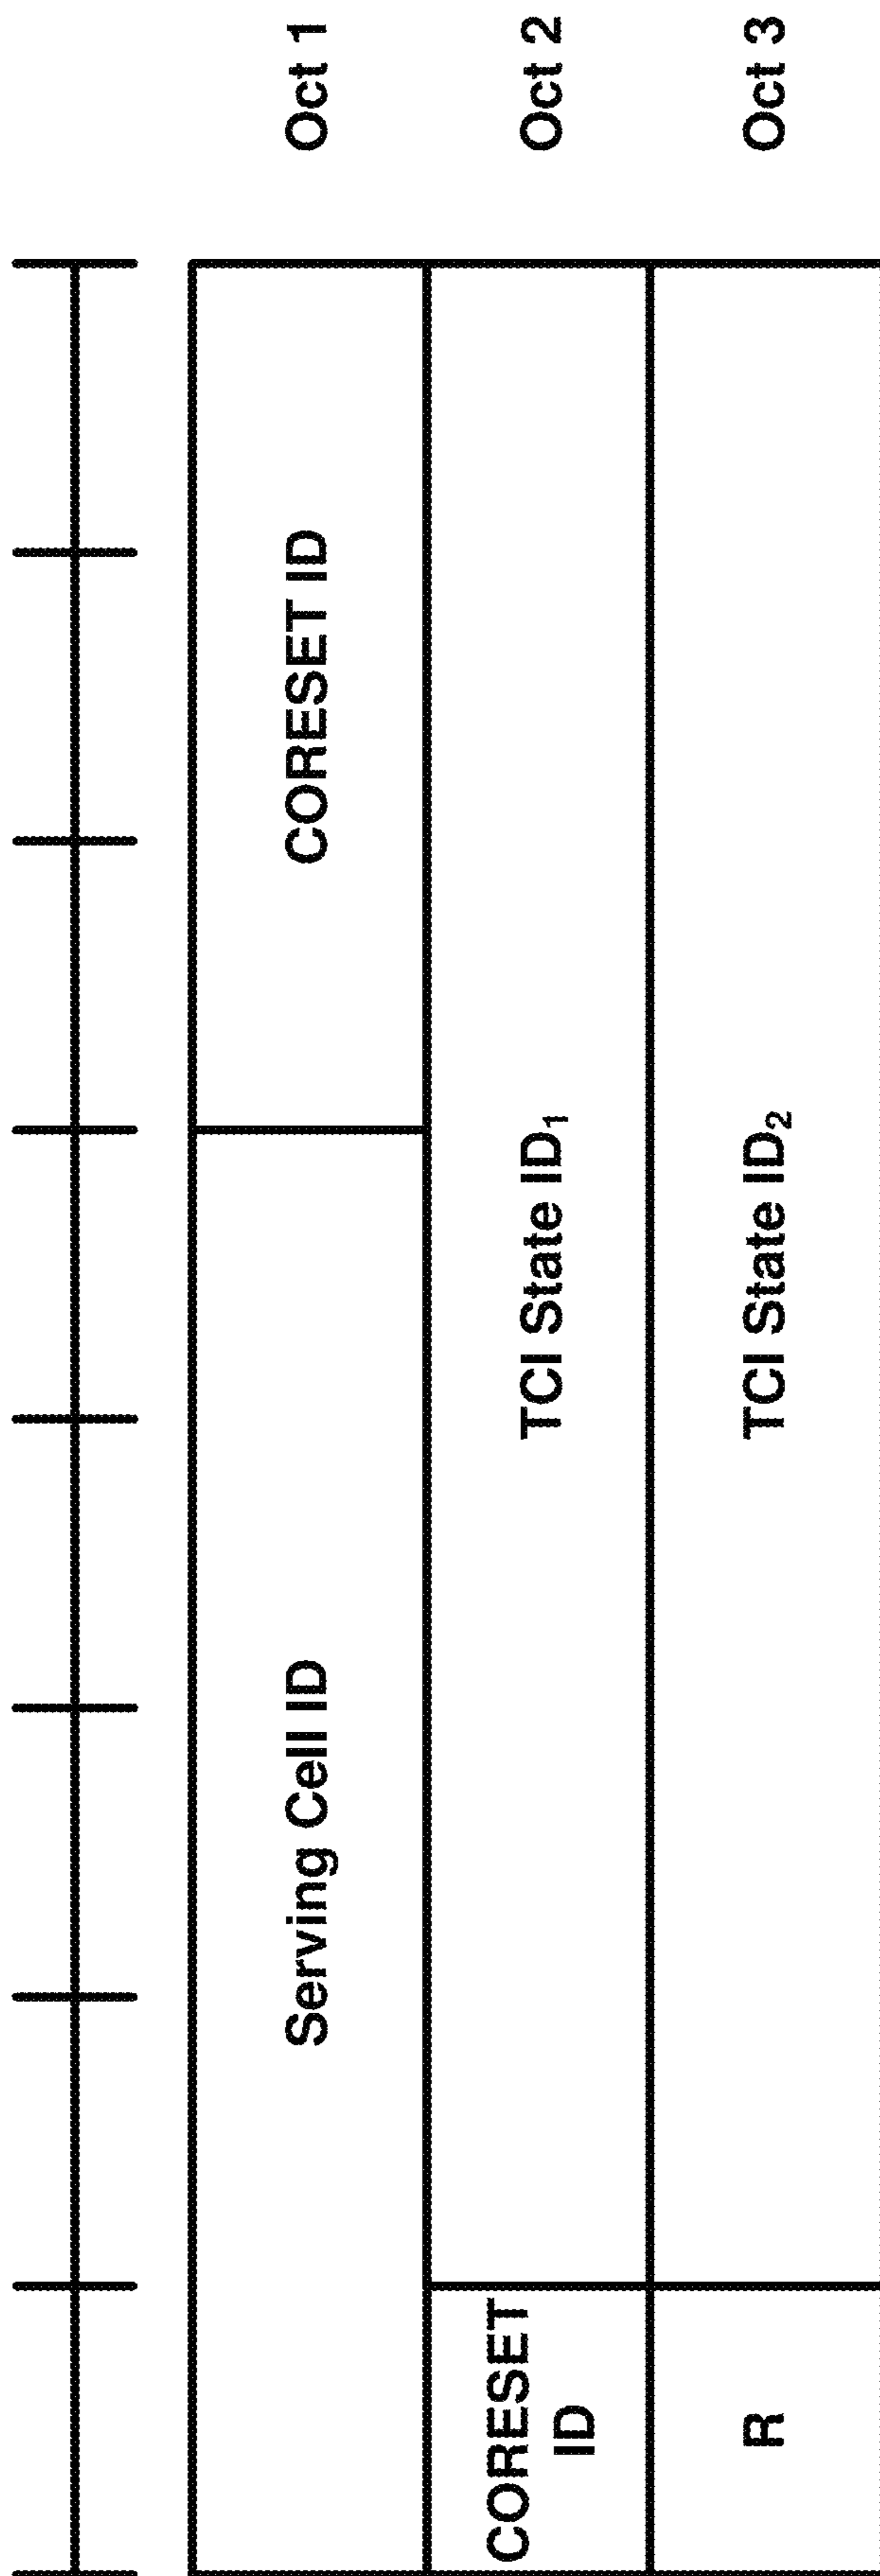 Serving Cell ID
CORESET ID
Oct 1
CORESET
ID
TCI State ID₁
Oct 2
R
TCI State ID₂
Oct 3